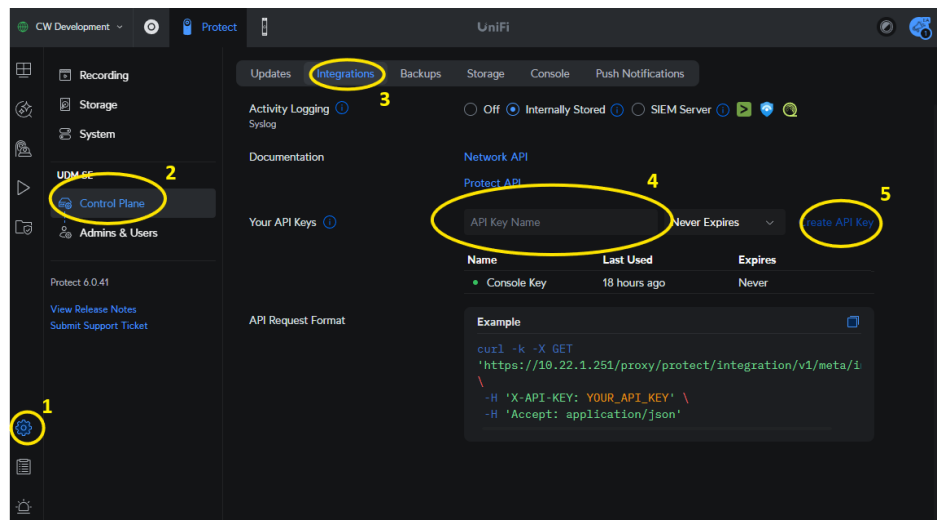 CW Development
Protect
UniFi
Recording
Storage
System
UDM SE
2
Control Plane
Admins & Users
Protect 6.0.41
View Release Notes
Submit Support Ticket
1
Updates Integrations Backups Storage Console Push Notifications
3
Activity Logging
Syslog
Off Internally Stored SIEM Server
Documentation
Network API
Protect API
4
5
Your API Keys
API Key Name
Never Expires
Create API Key
Name Last Used Expires
Console Key 18 hours ago Never
API Request Format
Example
curl -k -X GET
'https://10.22.1.251/proxy/protect/integration/v1/meta/i
\
-H 'X-API-KEY: YOUR_API_KEY' \
-H 'Accept: application/json'